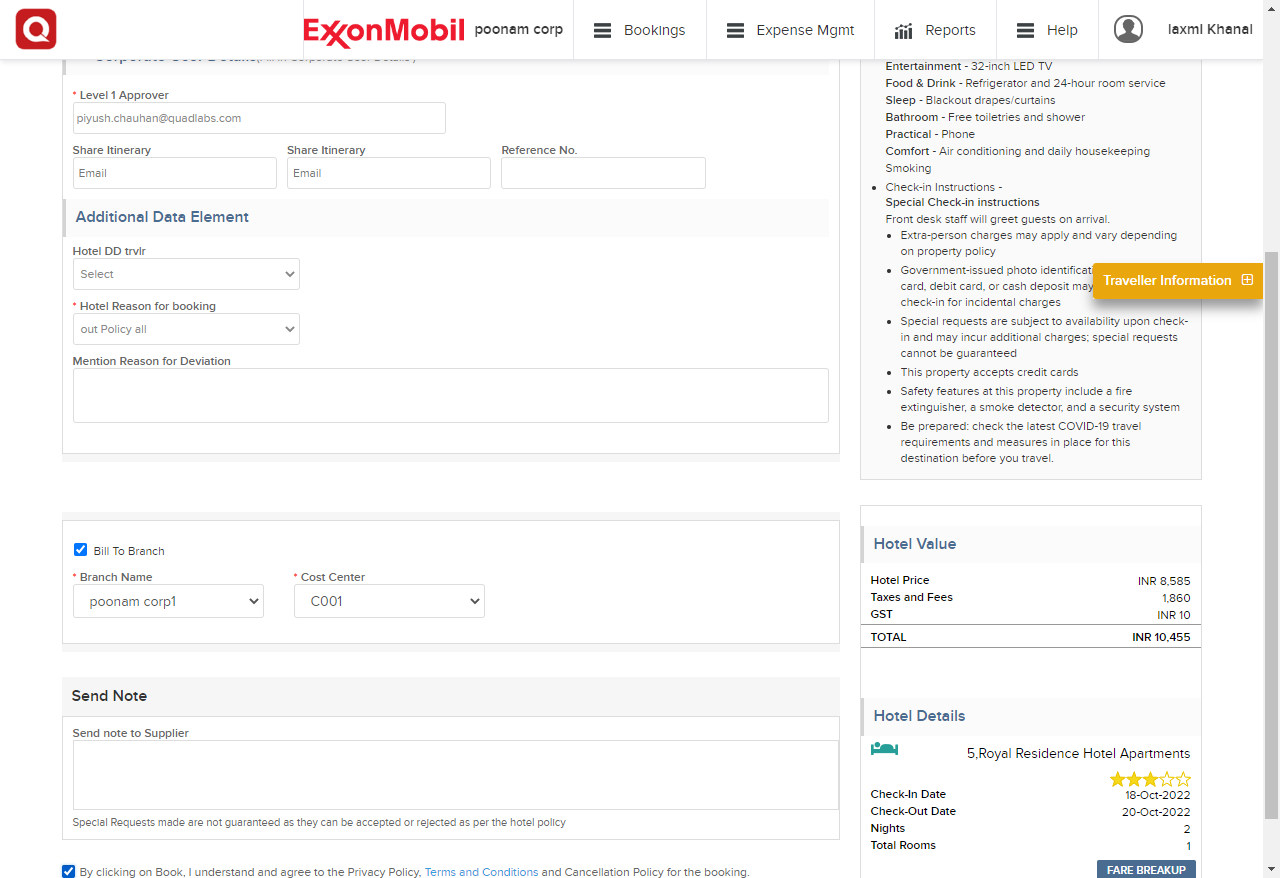 Q
ExxonMobil
poonam corp
Bookings
Expense Mgmt
Reports
Help
laxmi Khanal
* Level 1 Approver
piyush.chauhan@quadlabs.com
Share Itinerary
Share Itinerary
Reference No.
Email
Email
Additional Data Element
Hotel DD trvlr
Select
* Hotel Reason for booking
out Policy all
Mention Reason for Deviation
Bill To Branch
* Branch Name
* Cost Center
poonam corp1
C001
Send Note
Send note to Supplier
Special Requests made are not guaranteed as they can be accepted or rejected as per the hotel policy
By clicking on Book, I understand and agree to the Privacy Policy, Terms and Conditions and Cancellation Policy for the booking.
Entertainment - 32-inch LED TV
Food & Drink - Refrigerator and 24-hour room service
Sleep - Blackout drapes/curtains
Bathroom - Free toiletries and shower
Practical - Phone
Comfort - Air conditioning and daily housekeeping
Smoking
Check-in Instructions -
Special Check-in instructions
Front desk staff will greet guests on arrival.
Extra-person charges may apply and vary depending
on property policy
Government-issued photo
card, debit card, or cash deposit may
check-in for incidental charges
Traveller Information
Special requests are subject to availability upon check-
in and may incur additional charges; special requests
cannot be guaranteed
This property accepts credit cards
Safety features at this property include a fire
extinguisher, a smoke detector, and a security system
Be prepared: check the latest COVID-19 travel
requirements and measures in place for this
destination before you travel.
Hotel Value
Hotel Price INR 8,585
Taxes and Fees 1,860
GST INR 10
TOTAL INR 10,455
Hotel Details
5,Royal Residence Hotel Apartments
Check-In Date 18-Oct-2022
Check-Out Date 20-Oct-2022
Nights 2
Total Rooms 1
FARE BREAKUP